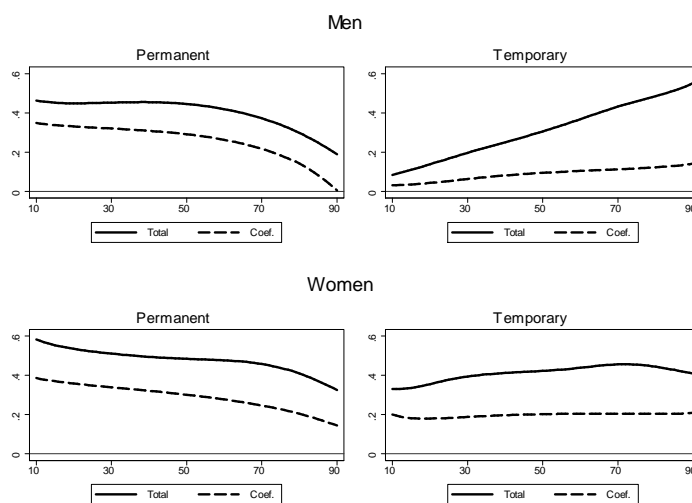 Men
Permanent Temporary
.6 .6
.4 .4
.2 .2
0 0
10 30 50 70 90 10 30 50 70 90
Total Coef. Total Coef.
Women
Permanent Temporary
.6 .6
.4 .4
.2 .2
0 0
10 30 50 70 90 10 30 50 70 90
Total Coef. Total Coef.